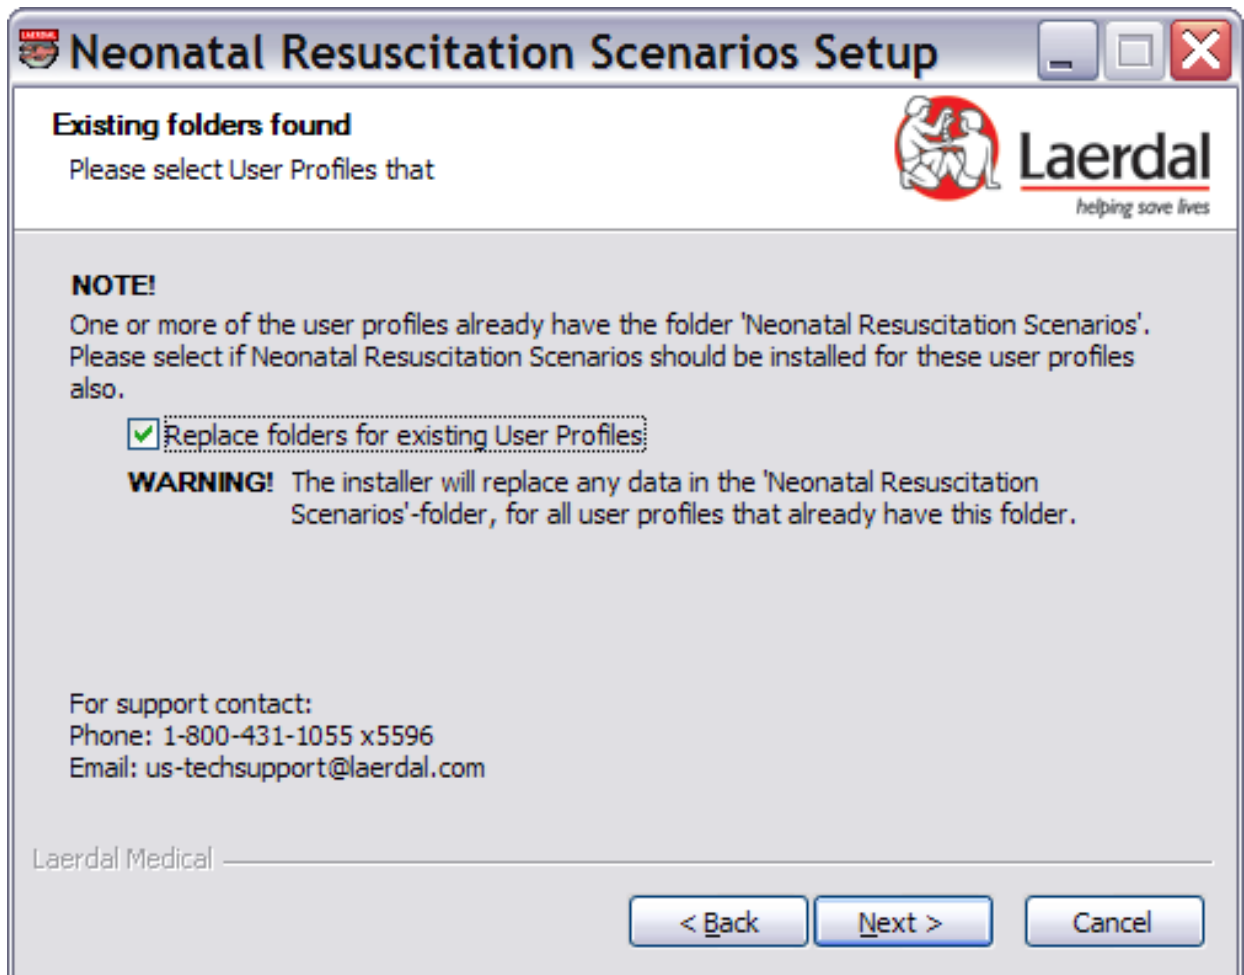 LAERDAL
Neonatal Resuscitation Scenarios Setup
Existing folders found
Please select User Profiles that
Laerdal
helping save lives
NOTE!
One or more of the user profiles already have the folder 'Neonatal Resuscitation Scenarios'.
Please select if Neonatal Resuscitation Scenarios should be installed for these user profiles
also.
Replace folders for existing User Profiles
WARNING! The installer will replace any data in the 'Neonatal Resuscitation
Scenarios'-folder, for all user profiles that already have this folder.
For support contact:
Phone: 1-800-431-1055 x5596
Email: us-techsupport@laerdal.com
Laerdal Medical
< Back
Next >
Cancel